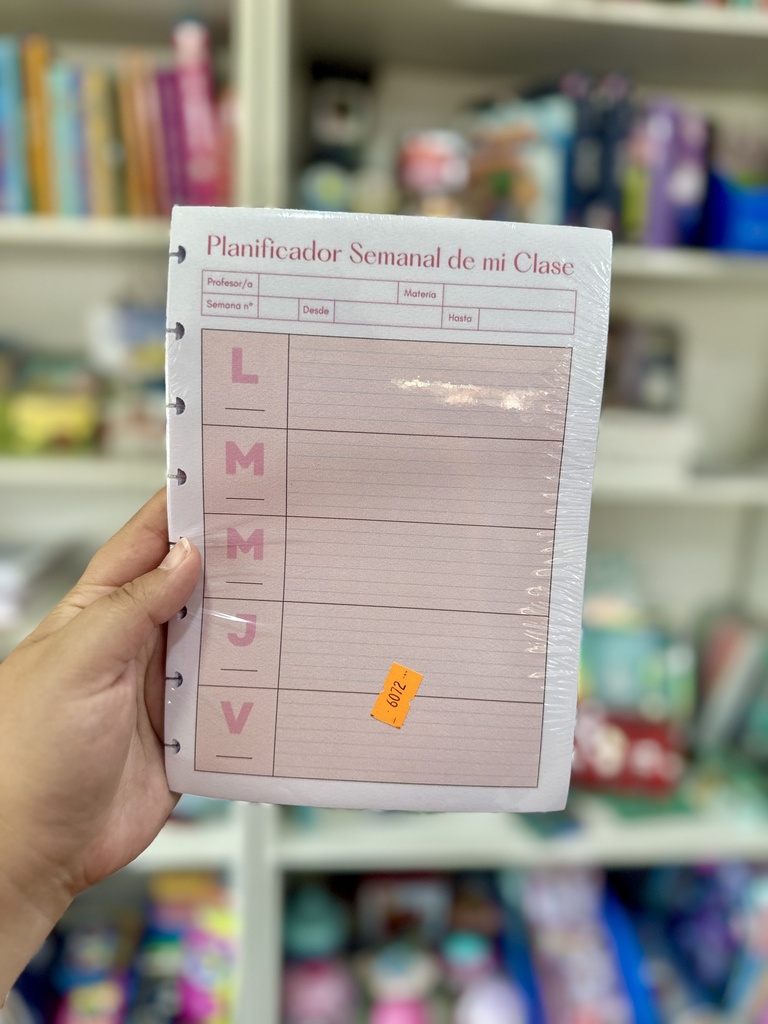 Planificador Semanal de mi Clase
Profesor/a Materia
Semana nº Desde Hasta
L
M
M
J
V
6072